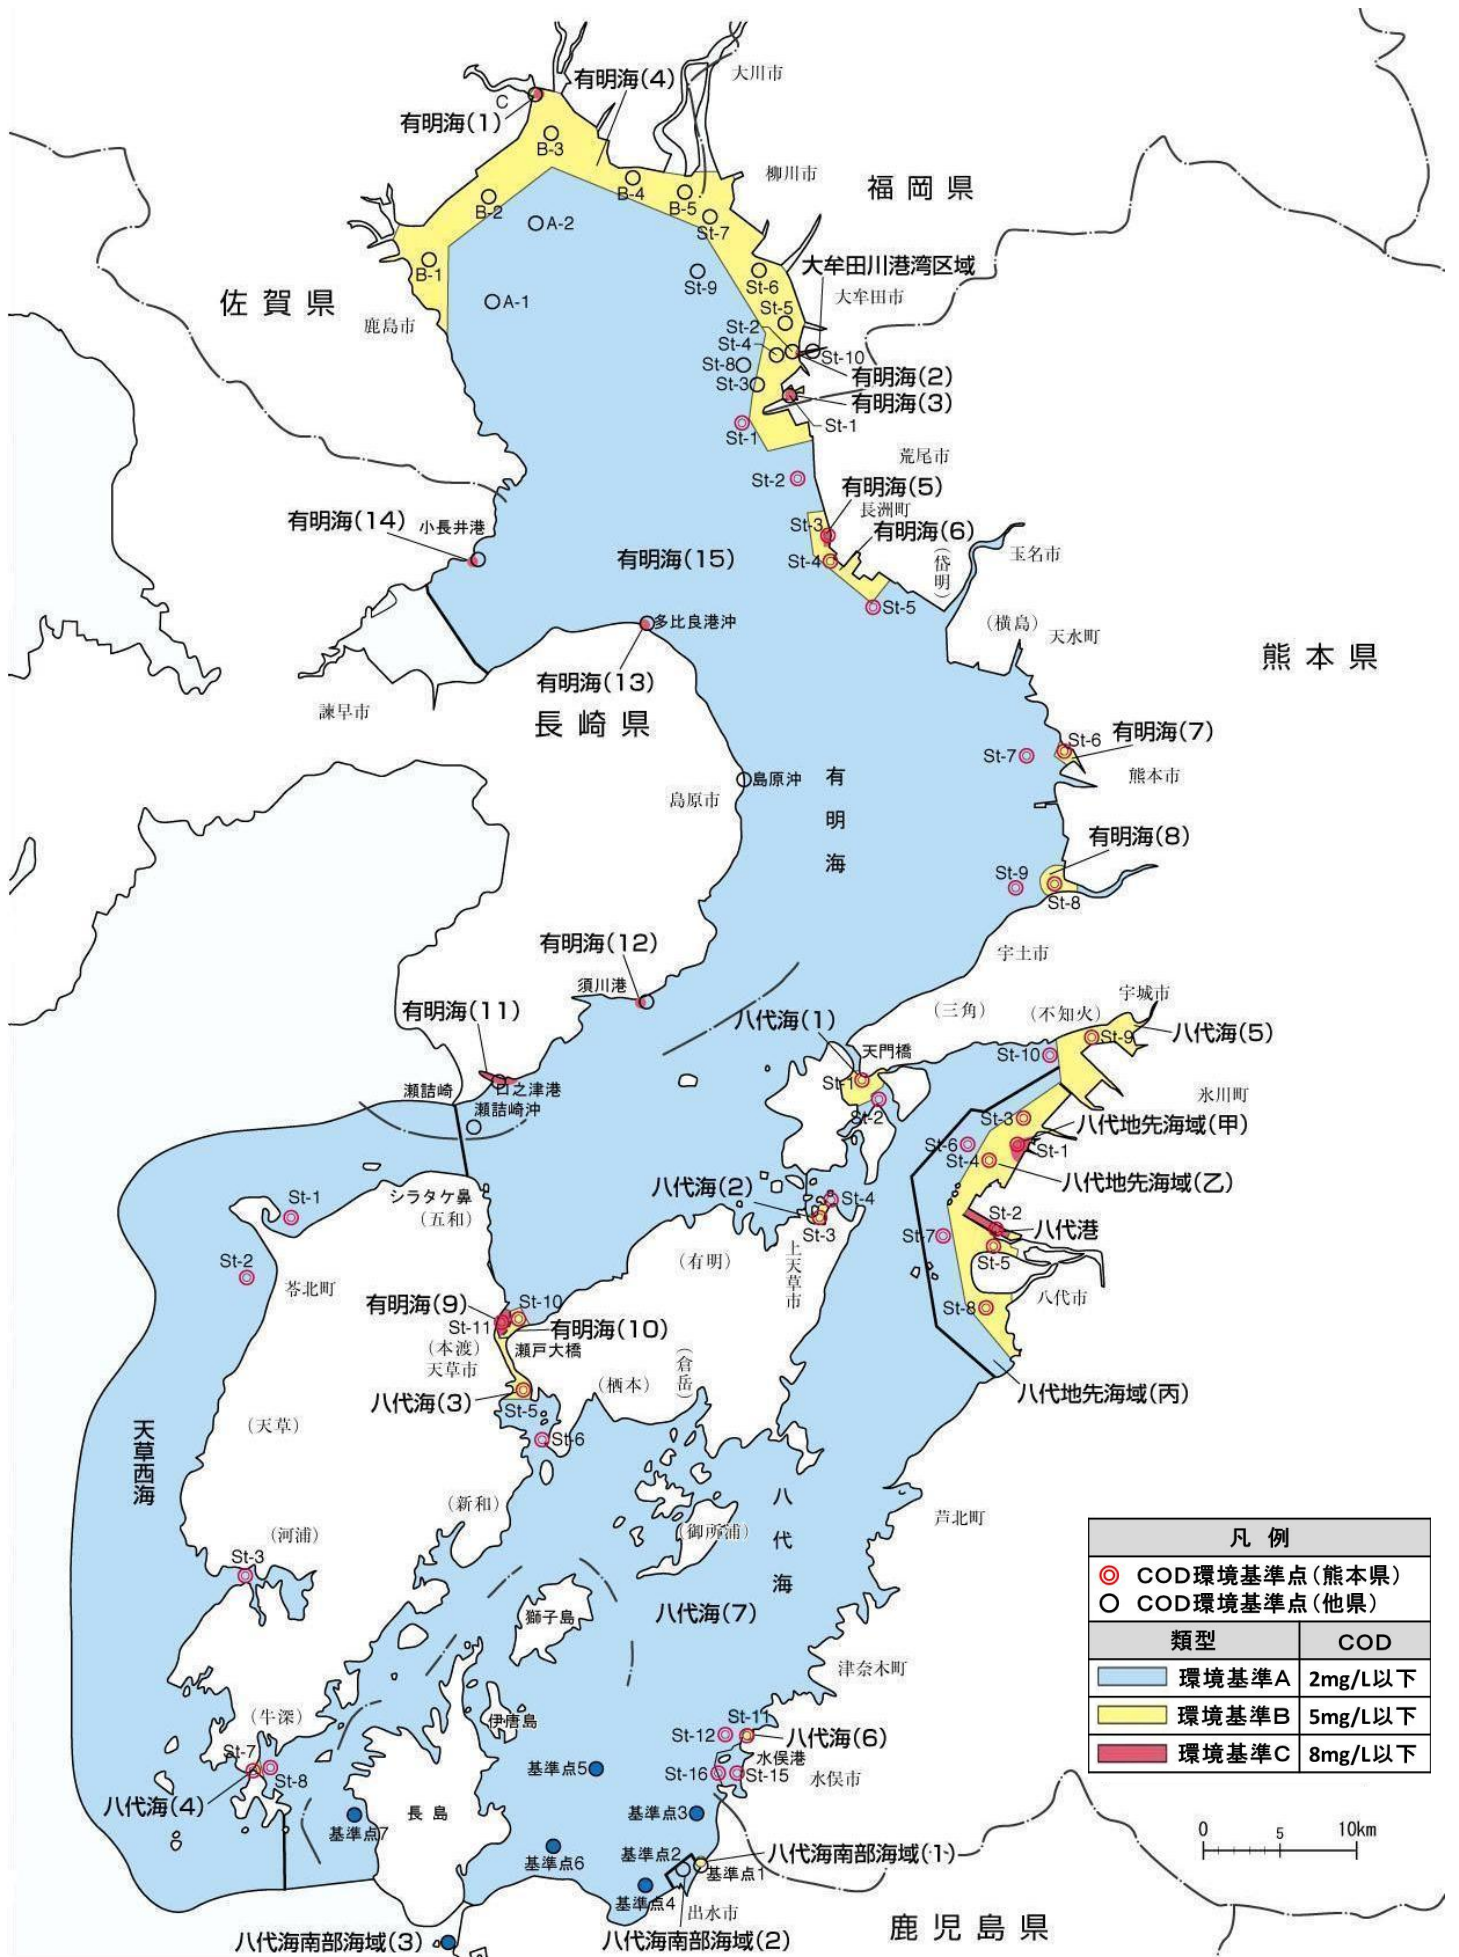 大川市
有明海(4)
C
有明海(1)
B-3
柳川市
福岡県
B-4
B-5
B-2
A-2
St-7
大牟田川港湾区域
B-1
St-9
St-6
大牟田市
佐賀県
A-1
鹿島市
St-5
St-2
St-4
St-10
St-8
有明海(2)
St-3
有明海(3)
St-1
St-1
荒尾市
St-2
有明海(5)
長洲町
有明海(14)
小長井港
St-3
有明海(6)
有明海(15)
St-4
(岱明)
玉名市
St-5
多比良港沖
(横島)
天水町
熊本県
有明海(13)
諫早市
長崎県
St-6
有明海(7)
St-7
熊本市
島原沖
有明海
島原市
有明海(8)
St-9
St-8
有明海(12)
宇土市
須川港
宇城市
有明海(11)
八代海(1)
(三角)
(不知火)
八代海(5)
St-9
天門橋
St-10
St-1
瀬詰崎
口之津港
瀬詰崎沖
St-2
氷川町
St-3
八代地先海域(甲)
St-6
St-1
St-4
八代海(2)
八代地先海域(乙)
シラタケ鼻
(五和)
St-1
St-4
St-3
St-2
八代港
St-7
St-5
(有明)
上天草市
St-2
苓北町
八代市
St-8
有明海(9)
St-10
St-11
有明海(10)
(本渡)
瀬戸大橋
天草市
(倉岳)
(栖本)
八代海(3)
八代地先海域(丙)
St-5
(天草)
天草西海
St-6
(新和)
八代海
芦北町
(御所浦)
(河浦)
St-3
凡例
COD環境基準点(熊本県)
COD環境基準点(他県)
類型 COD
環境基準A 2mg/L以下
環境基準B 5mg/L以下
環境基準C 8mg/L以下
獅子島
八代海(7)
津奈木町
(牛深)
伊唐島
St-11
St-12
八代海(6)
St-7
水俣港
St-8
基準点5
St-16
St-15
水俣市
八代海(4)
長島
基準点3
基準点7
0 5 10km
基準点2
八代海南部海域(1)
基準点6
基準点1
基準点4
出水市
鹿児島県
八代海南部海域(3)
八代海南部海域(2)